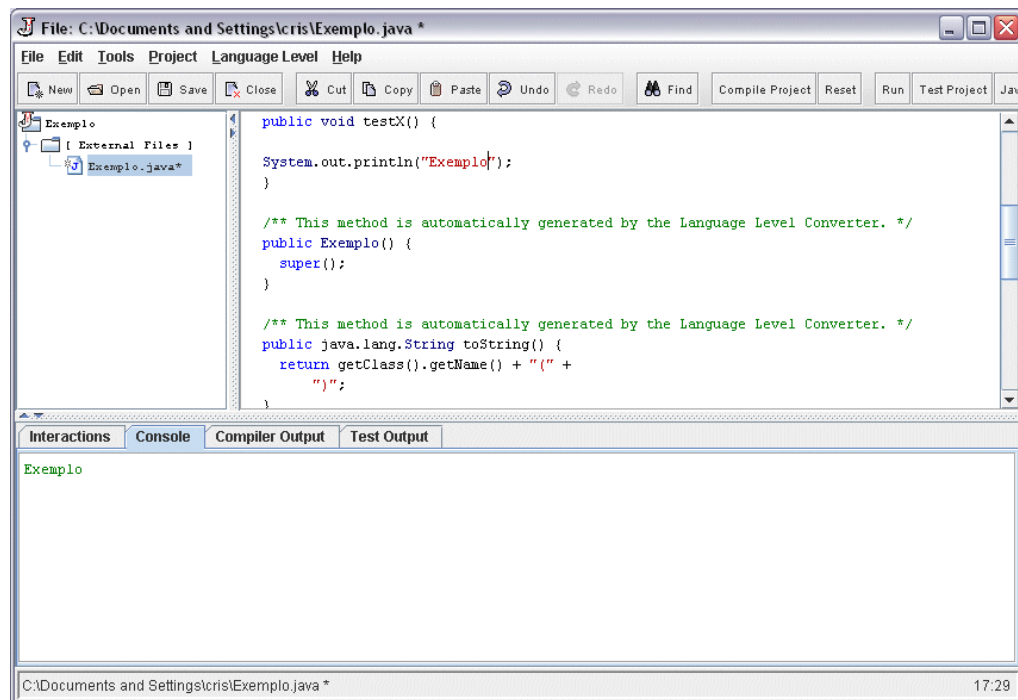 File: C:\Documents and Settings\cris\Exemplo.java *
File Edit Tools Project Language Level Help
New Open Save Close Cut Copy Paste Undo Redo Find Compile Project Reset Run Test Project Jav
Exemplo
[ External Files ]
Exemplo.java*
public void testX() {
System.out.println("Exemplo");
}
/** This method is automatically generated by the Language Level Converter. */
public Exemplo() {
super();
}
/** This method is automatically generated by the Language Level Converter. */
public java.lang.String toString() {
return getClass().getName() + "(" +
")";
}
Interactions Console Compiler Output Test Output
Exemplo
C:\Documents and Settings\cris\Exemplo.java * 17:29